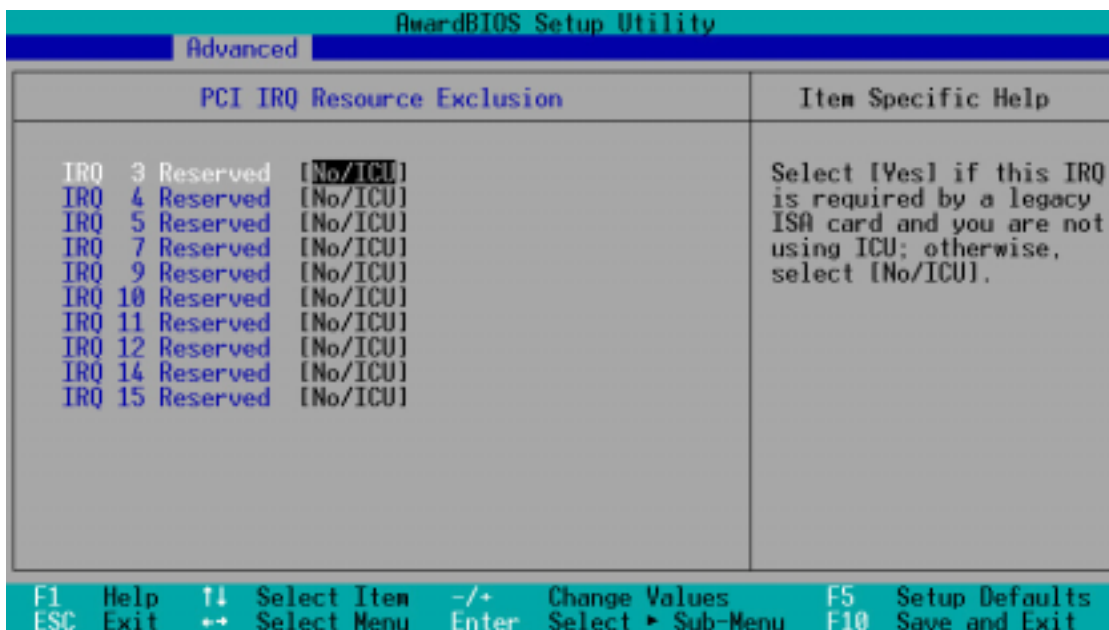 AwardBIOS Setup Utility
Advanced
PCI IRQ Resource Exclusion
Item Specific Help
IRQ 3 Reserved [No/ICU]
IRQ 4 Reserved [No/ICU]
IRQ 5 Reserved [No/ICU]
IRQ 7 Reserved [No/ICU]
IRQ 9 Reserved [No/ICU]
IRQ 10 Reserved [No/ICU]
IRQ 11 Reserved [No/ICU]
IRQ 12 Reserved [No/ICU]
IRQ 14 Reserved [No/ICU]
IRQ 15 Reserved [No/ICU]
Select [Yes] if this IRQ
is required by a legacy
ISA card and you are not
using ICU; otherwise,
select [No/ICU].
F1 Help ↑↓ Select Item -/+ Change Values F5 Setup Defaults
ESC Exit ←→ Select Menu Enter Select ► Sub-Menu F10 Save and Exit